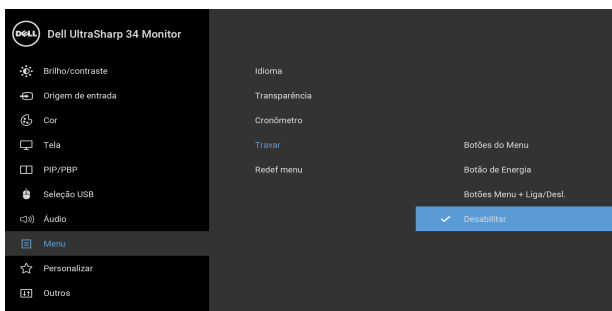 DELL Dell UltraSharp 34 Monitor
Brilho/contraste
Idioma
Origem de entrada
Transparência
Cor
Cronômetro
Tela
Travar
Botões do Menu
PIP/PBP
Redef menu
Botão de Energia
Seleção USB
Botões Menu + Liga/Desl.
Áudio
Desabilitar
Menu
Personalizar
Outros